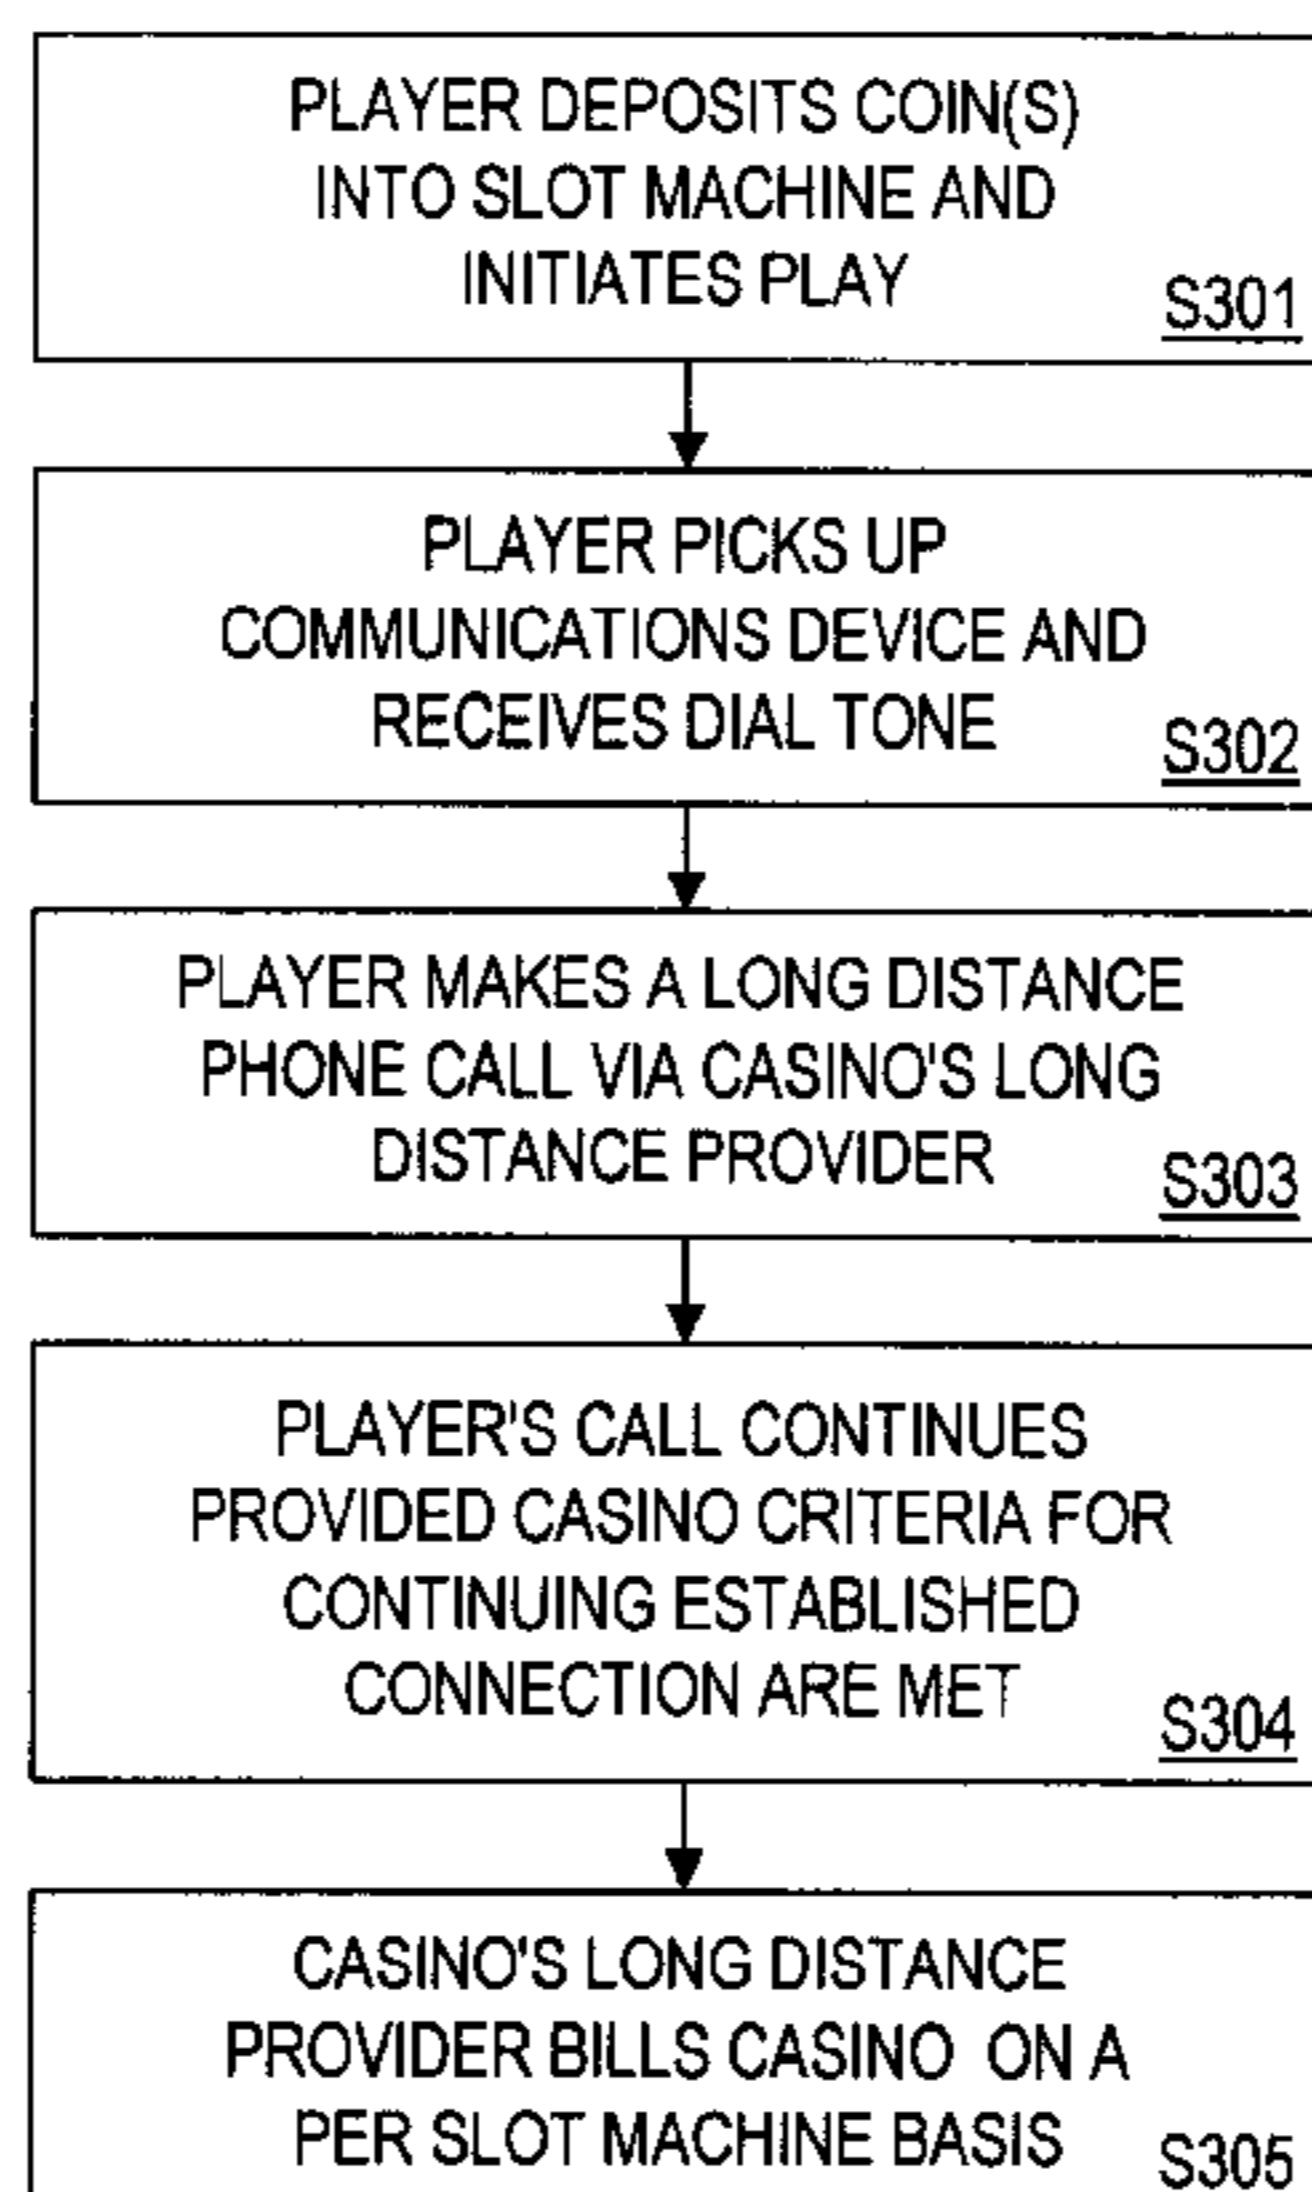 PLAYER DEPOSITS COIN(S)
INTO SLOT MACHINE AND
INITIATES PLAY
S301
PLAYER PICKS UP
COMMUNICATIONS DEVICE AND
RECEIVES DIAL TONE
S302
PLAYER MAKES A LONG DISTANCE
PHONE CALL VIA CASINO'S LONG
DISTANCE PROVIDER
S303
PLAYER'S CALL CONTINUES
PROVIDED CASINO CRITERIA FOR
CONTINUING ESTABLISHED
CONNECTION ARE MET
S304
CASINO'S LONG DISTANCE
PROVIDER BILLS CASINO ON A
PER SLOT MACHINE BASIS
S305